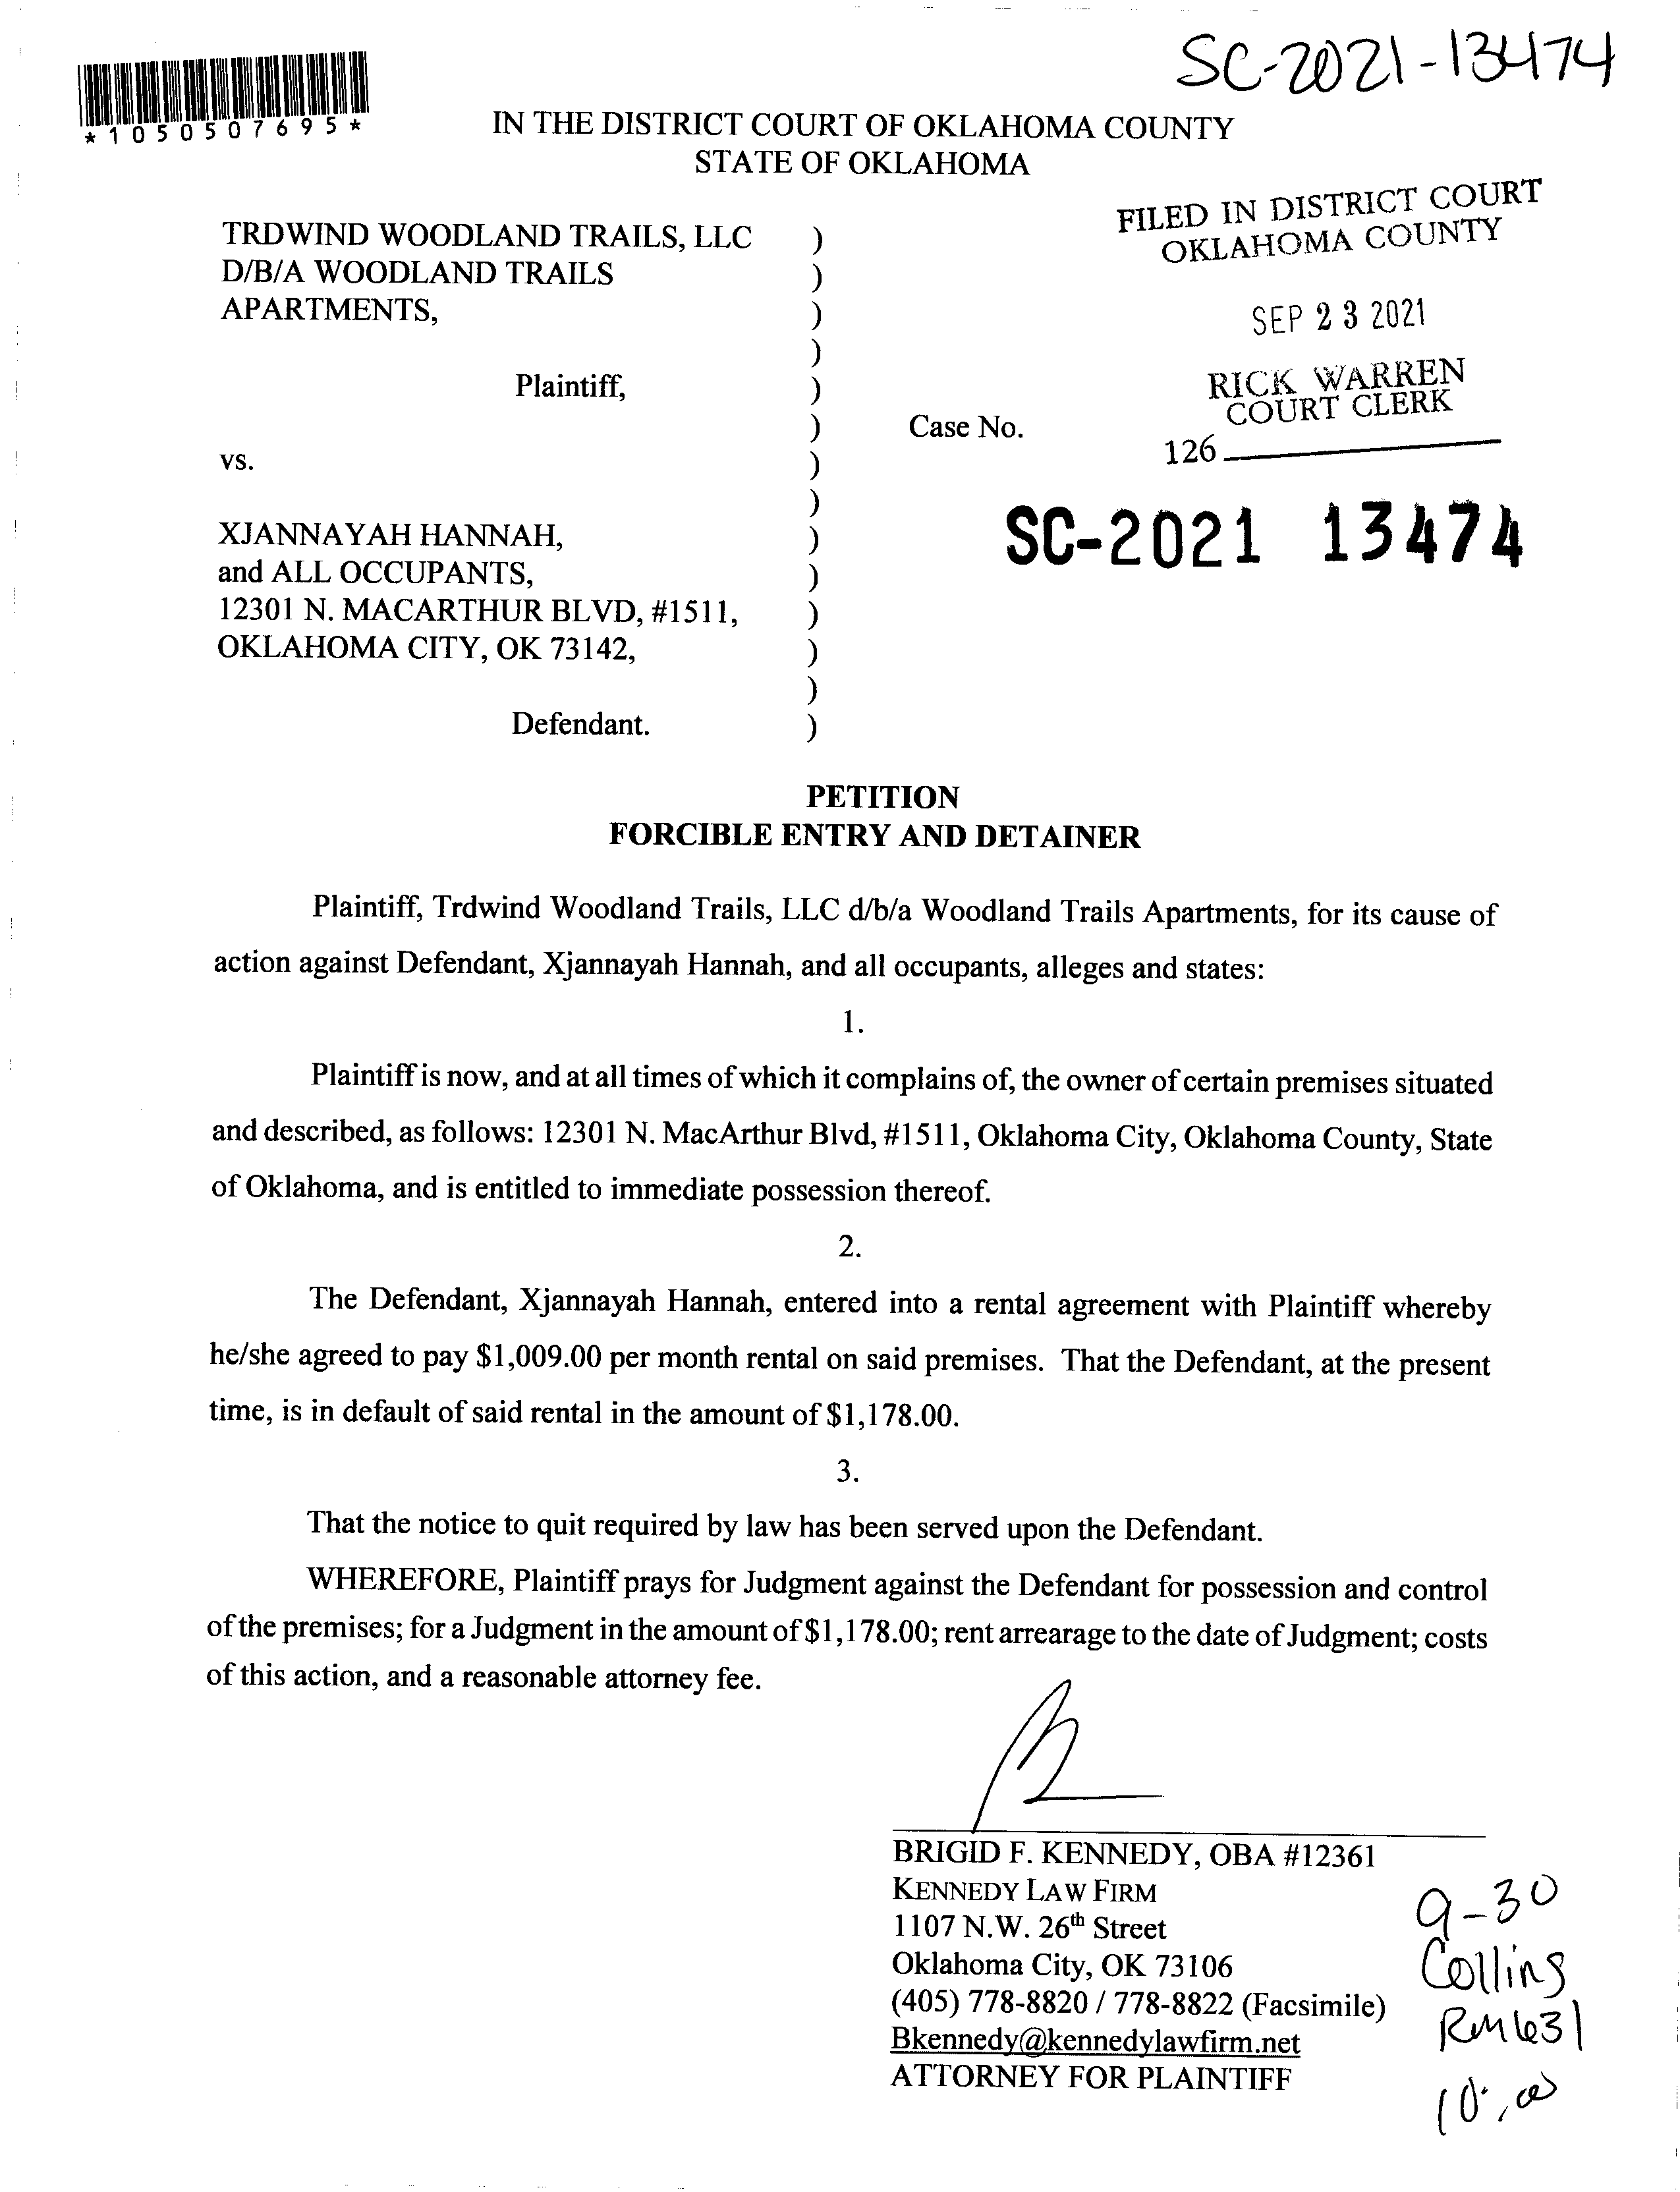 SC-2021-13474
*1050507695*
IN THE DISTRICT COURT OF OKLAHOMA COUNTY
STATE OF OKLAHOMA
FILED IN DISTRICT COURT
OKLAHOMA COUNTY
SEP 23 2021
RICK WARREN
COURT CLERK
126
TRDWIND WOODLAND TRAILS, LLC )
D/B/A WOODLAND TRAILS )
APARTMENTS, )
)
Plaintiff, )
) Case No.
vs. )
)
SC-2021 13474
XJANNAYAH HANNAH, )
and ALL OCCUPANTS, )
12301 N. MACARTHUR BLVD, #1511, )
OKLAHOMA CITY, OK 73142, )
)
Defendant. )
PETITION
FORCIBLE ENTRY AND DETAINER
Plaintiff, Trdwind Woodland Trails, LLC d/b/a Woodland Trails Apartments, for its cause of
action against Defendant, Xjannayah Hannah, and all occupants, alleges and states:
1.
Plaintiff is now, and at all times of which it complains of, the owner of certain premises situated
and described, as follows: 12301 N. MacArthur Blvd, #1511, Oklahoma City, Oklahoma County, State
of Oklahoma, and is entitled to immediate possession thereof.
2.
The Defendant, Xjannayah Hannah, entered into a rental agreement with Plaintiff whereby
he/she agreed to pay $1,009.00 per month rental on said premises. That the Defendant, at the present
time, is in default of said rental in the amount of $1,178.00.
3.
That the notice to quit required by law has been served upon the Defendant.
WHEREFORE, Plaintiff prays for Judgment against the Defendant for possession and control
of the premises; for a Judgment in the amount of $1,178.00; rent arrearage to the date of Judgment; costs
of this action, and a reasonable attorney fee.
BRIGID F. KENNEDY, OBA #12361
KENNEDY LAW FIRM
1107 N.W. 26th Street
Oklahoma City, OK 73106
(405) 778-8820 / 778-8822 (Facsimile)
Bkennedy@kennedylawfirm.net
ATTORNEY FOR PLAINTIFF
9-30
Collins
RM 631
10:00